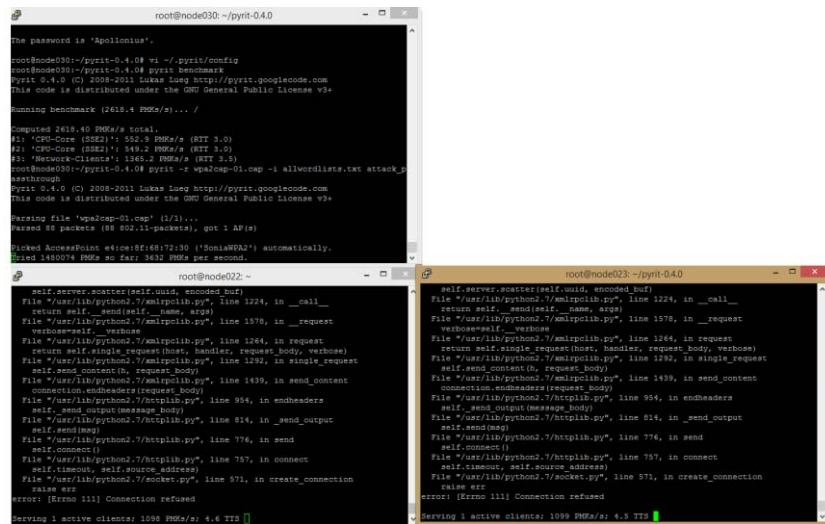 root@node030: ~/pyrit-0.4.0
The password is 'Apollonius'.
root@node030:~/pyrit-0.4.0# vi ~/.pyrit/config
root@node030:~/pyrit-0.4.0# pyrit benchmark
Pyrit 0.4.0 (C) 2008-2011 Lukas Lueg http://pyrit.googlecode.com
This code is distributed under the GNU General Public License v3+
Running benchmark (2618.4 PMKs/s)... /
Computed 2618.40 PMKs/s total.
#1: 'CPU-Core (SSE2)': 552.9 PMKs/s (RTT 3.0)
#2: 'CPU-Core (SSE2)': 549.2 PMKs/s (RTT 3.0)
#3: 'Network-Clients': 1365.2 PMKs/s (RTT 3.5)
root@node030:~/pyrit-0.4.0# pyrit -r wpa2cap-01.cap -i allwordlists.txt attack_p
assthrough
Pyrit 0.4.0 (C) 2008-2011 Lukas Lueg http://pyrit.googlecode.com
This code is distributed under the GNU General Public License v3+
Parsing file 'wpa2cap-01.cap' (1/1)...
Parsed 88 packets (88 802.11-packets), got 1 AP(s)
Picked AccessPoint e4:ce:8f:68:72:30 ('SoniaWPA2') automatically.
Tried 1480074 PMKs so far; 3632 PMKs per second.
root@node022: ~
self.server.scatter(self.uuid, encoded_buf)
File "/usr/lib/python2.7/xmlrpclib.py", line 1224, in __call__
return self.__send(self.__name, args)
File "/usr/lib/python2.7/xmlrpclib.py", line 1578, in __request
verbose=self.__verbose
File "/usr/lib/python2.7/xmlrpclib.py", line 1264, in request
return self.single_request(host, handler, request_body, verbose)
File "/usr/lib/python2.7/xmlrpclib.py", line 1292, in single_request
self.send_content(h, request_body)
File "/usr/lib/python2.7/xmlrpclib.py", line 1439, in send_content
connection.endheaders(request_body)
File "/usr/lib/python2.7/httplib.py", line 954, in endheaders
self._send_output(message_body)
File "/usr/lib/python2.7/httplib.py", line 814, in _send_output
self.send(msg)
File "/usr/lib/python2.7/httplib.py", line 776, in send
self.connect()
File "/usr/lib/python2.7/httplib.py", line 757, in connect
self.timeout, self.source_address)
File "/usr/lib/python2.7/socket.py", line 571, in create_connection
raise err
error: [Errno 111] Connection refused
Serving 1 active clients; 1098 PMKs/s; 4.6 TTS
root@node023: ~/pyrit-0.4.0
self.server.scatter(self.uuid, encoded_buf)
File "/usr/lib/python2.7/xmlrpclib.py", line 1224, in __call__
return self.__send(self.__name, args)
File "/usr/lib/python2.7/xmlrpclib.py", line 1578, in __request
verbose=self.__verbose
File "/usr/lib/python2.7/xmlrpclib.py", line 1264, in request
return self.single_request(host, handler, request_body, verbose)
File "/usr/lib/python2.7/xmlrpclib.py", line 1292, in single_request
self.send_content(h, request_body)
File "/usr/lib/python2.7/xmlrpclib.py", line 1439, in send_content
connection.endheaders(request_body)
File "/usr/lib/python2.7/httplib.py", line 954, in endheaders
self._send_output(message_body)
File "/usr/lib/python2.7/httplib.py", line 814, in _send_output
self.send(msg)
File "/usr/lib/python2.7/httplib.py", line 776, in send
self.connect()
File "/usr/lib/python2.7/httplib.py", line 757, in connect
self.timeout, self.source_address)
File "/usr/lib/python2.7/socket.py", line 571, in create_connection
raise err
error: [Errno 111] Connection refused
Serving 1 active clients; 1099 PMKs/s; 4.5 TTS